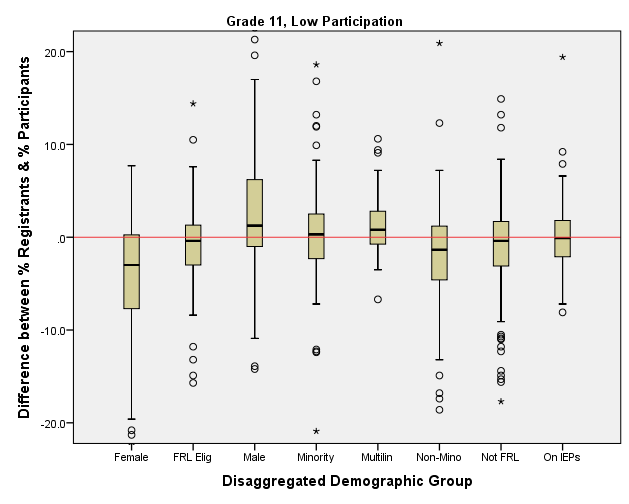 Grade 11, Low Participation
Difference between % Registrants & % Participants
20.0
10.0
.0
-10.0
-20.0
Female
FRL Elig
Male
Minority
Multilin
Non-Mino
Not FRL
On IEPs
Disaggregated Demographic Group